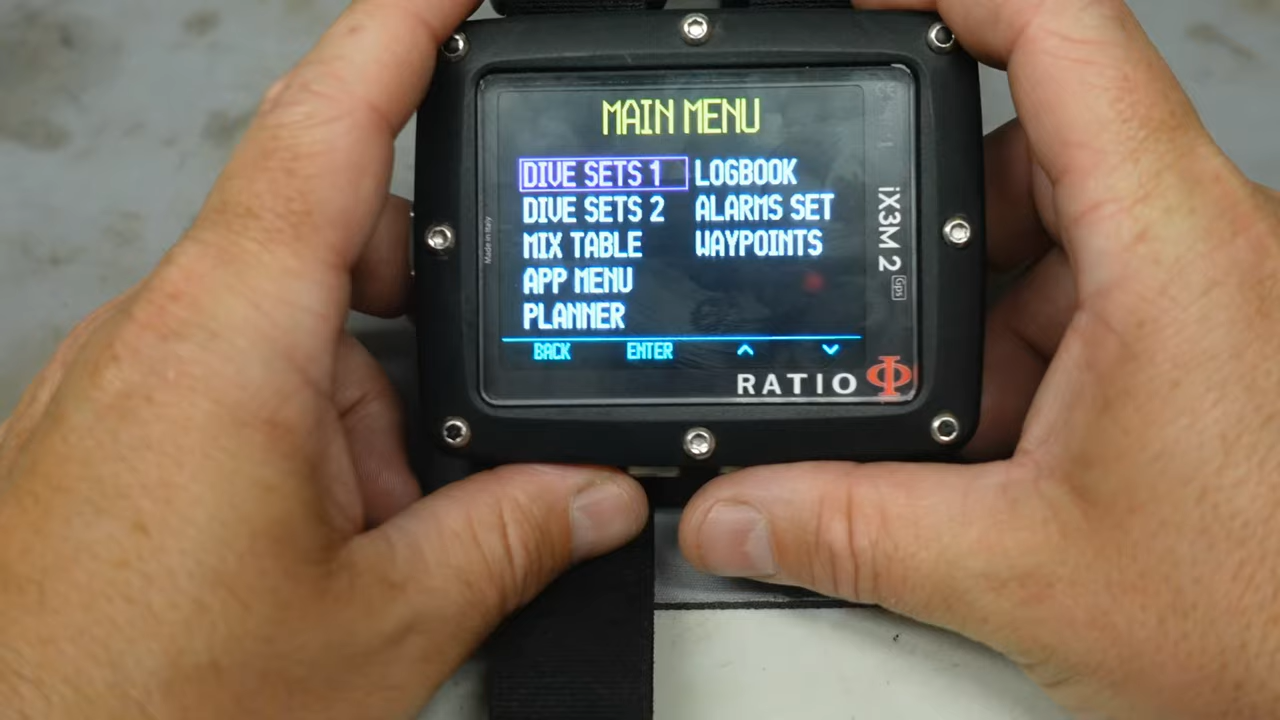 MAIN MENU
DIVE SETS 1
DIVE SETS 2
MIX TABLE
APP MENU
PLANNER
LOGBOOK
ALARMS SET
WAYPOINTS
BACK ENTER
RATIO
iX3M 2 Gps
Made in Italy